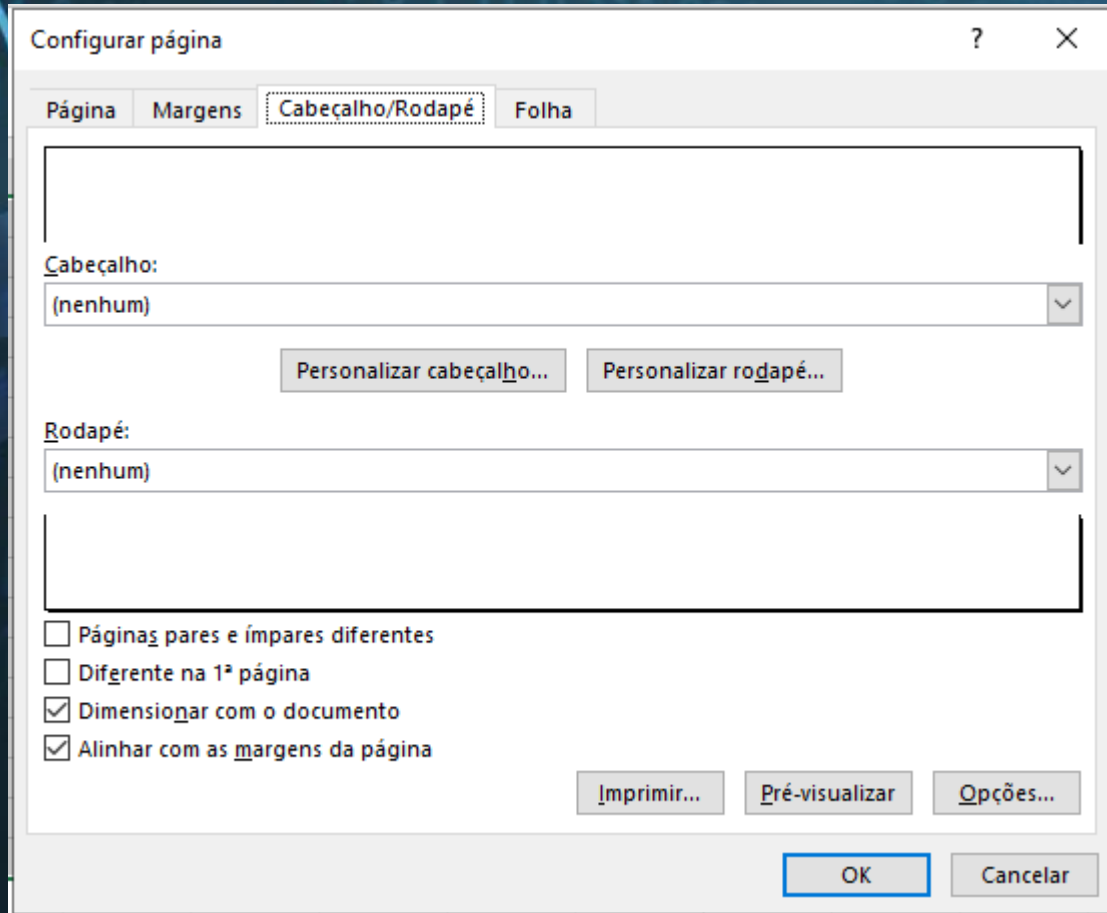 Configurar página
?
Página Margens Cabeçalho/Rodapé Folha
Cabeçalho:
(nenhum)
Personalizar cabeçalho... Personalizar rodapé...
Rodapé:
(nenhum)
Páginas pares e ímpares diferentes
Diferente na 1ª página
Dimensionar com o documento
Alinhar com as margens da página
Imprimir... Pré-visualizar Opções...
OK Cancelar